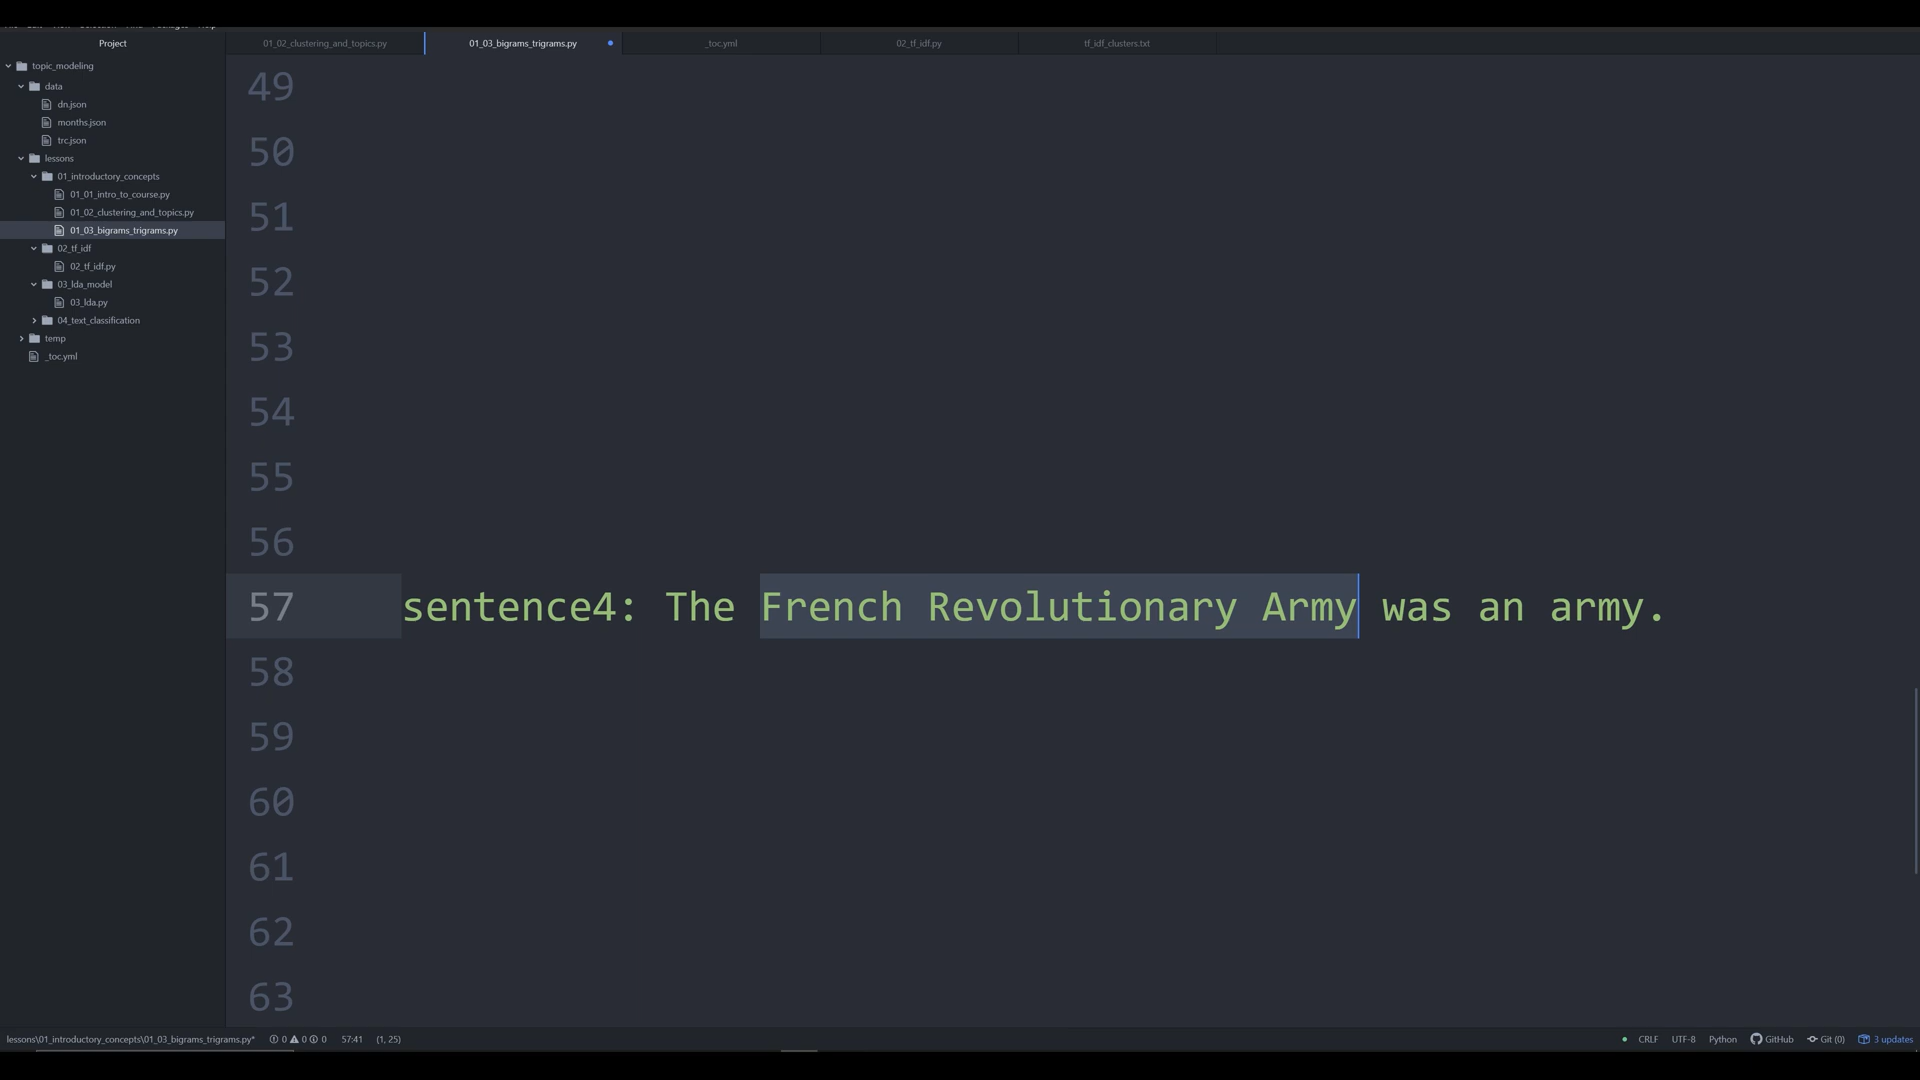 Project
01_02_clustering_and_topics.py
01_03_bigrams_trigrams.py
_toc.yml
02_tf_idf.py
tf_idf_clusters.txt
topic_modeling
data
dn.json
months.json
trc.json
lessons
01_introductory_concepts
01_01_intro_to_course.py
01_02_clustering_and_topics.py
01_03_bigrams_trigrams.py
02_tf_idf
02_tf_idf.py
03_lda_model
03_lda.py
04_text_classification
temp
_toc.yml
49
50
51
52
53
54
55
56
57 sentence4: The French Revolutionary Army was an army.
58
59
60
61
62
63
lessons\01_introductory_concepts\01_03_bigrams_trigrams.py* 0 0 0 57:41 (1, 25) CRLF UTF-8 Python GitHub Git (0) 3 updates